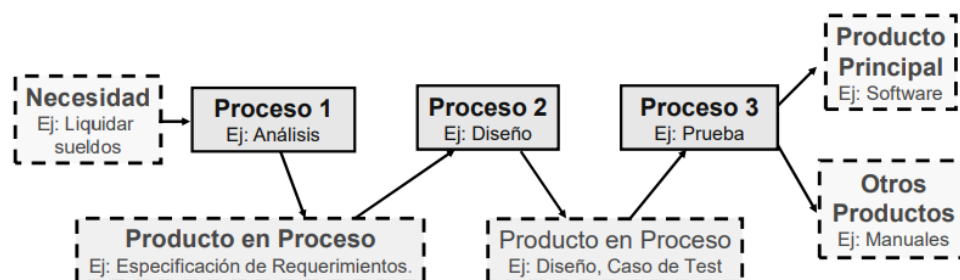 Necesidad
Ej: Liquidar
sueldos
Proceso 1
Ej: Análisis
Producto en Proceso
Ej: Especificación de Requerimientos.
Proceso 2
Ej: Diseño
Producto en Proceso
Ej: Diseño, Caso de Test
Proceso 3
Ej: Prueba
Producto
Principal
Ej: Software
Otros
Productos
Ej: Manuales